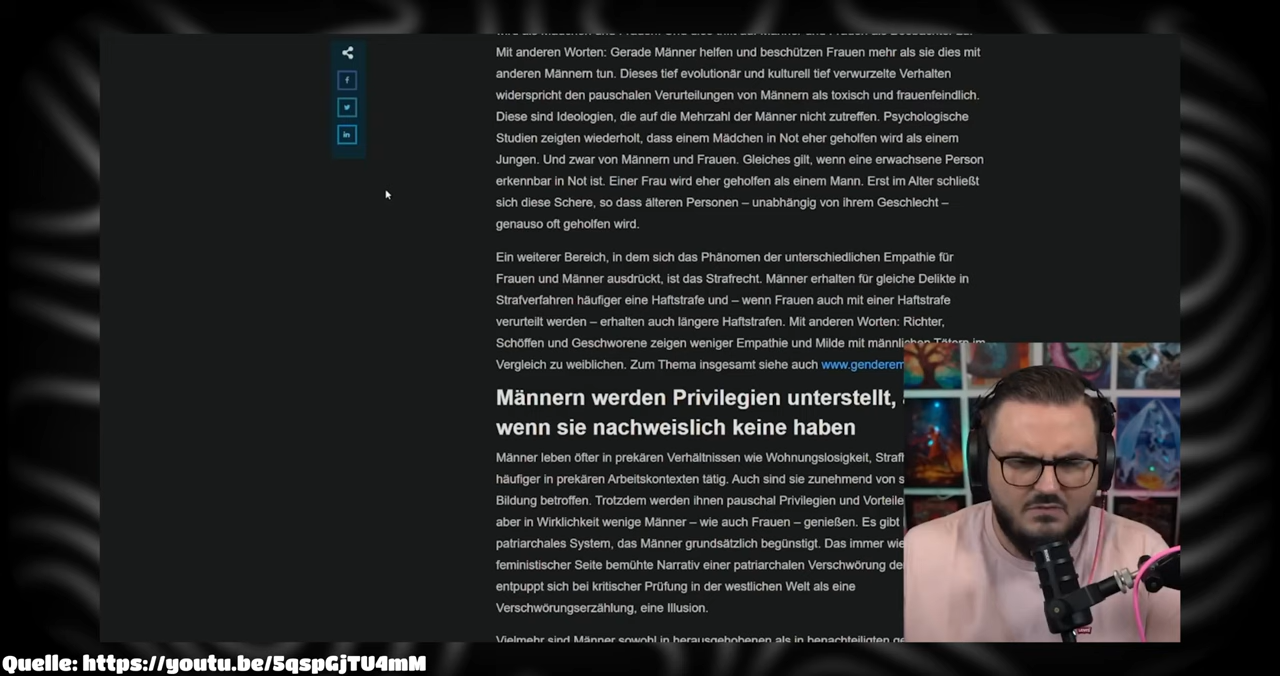 Mit anderen Worten: Gerade Männer helfen und beschützen Frauen mehr als sie dies mit
anderen Männern tun. Dieses tief evolutionär und kulturell tief verwurzelte Verhalten
widerspricht den pauschalen Verurteilungen von Männern als toxisch und frauenfeindlich.
Diese sind Ideologien, die auf die Mehrzahl der Männer nicht zutreffen. Psychologische
Studien zeigten wiederholt, dass einem Mädchen in Not eher geholfen wird als einem
Jungen. Und zwar von Männern und Frauen. Gleiches gilt, wenn eine erwachsene Person
erkennbar in Not ist. Einer Frau wird eher geholfen als einem Mann. Erst im Alter schließt
sich diese Schere, so dass älteren Personen – unabhängig von ihrem Geschlecht –
genauso oft geholfen wird.
Ein weiterer Bereich, in dem sich das Phänomen der unterschiedlichen Empathie für
Frauen und Männer ausdrückt, ist das Strafrecht. Männer erhalten für gleiche Delikte in
Strafverfahren häufiger eine Haftstrafe und – wenn Frauen auch mit einer Haftstrafe
verurteilt werden – erhalten auch längere Haftstrafen. Mit anderen Worten: Richter,
Schöffen und Geschworene zeigen weniger Empathie und Milde mit männlichen Tätern im
Vergleich zu weiblichen. Zum Thema insgesamt siehe auch www.genderem
Männern werden Privilegien unterstellt,
wenn sie nachweislich keine haben
Männer leben öfter in prekären Verhältnissen wie Wohnungslosigkeit, Straf
häufiger in prekären Arbeitskontexten tätig. Auch sind sie zunehmend von s
Bildung betroffen. Trotzdem werden ihnen pauschal Privilegien und Vorteile
aber in Wirklichkeit wenige Männer – wie auch Frauen – genießen. Es gibt
patriarchales System, das Männer grundsätzlich begünstigt. Das immer wie
feministischer Seite bemühte Narrativ einer patriarchalen Verschwörung de
entpuppt sich bei kritischer Prüfung in der westlichen Welt als eine
Verschwörungserzählung, eine Illusion.
Vielmehr sind Männer sowohl in herausgehobenen als in benachteiligten
Quelle: https://youtu.be/5qspGjTU4mM